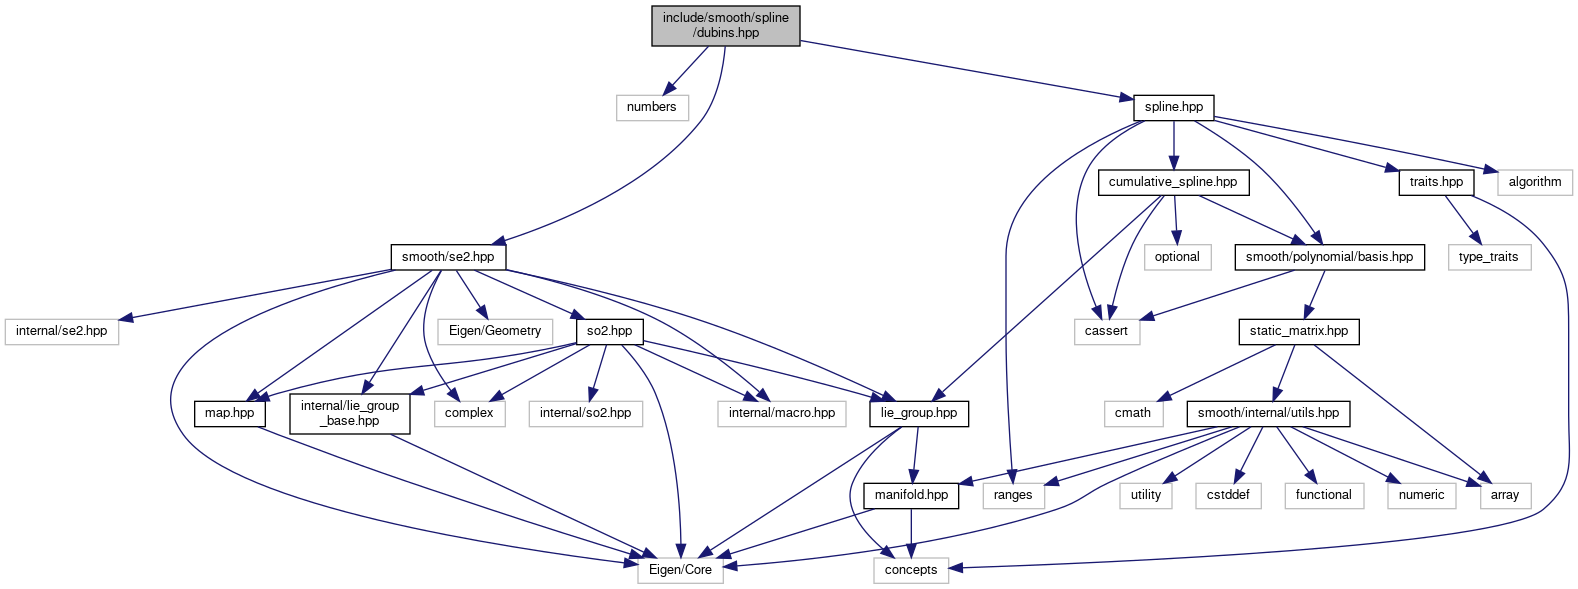 include/smooth/spline
/dubins.hpp
numbers
spline.hpp
cumulative_spline.hpp
traits.hpp
algorithm
smooth/se2.hpp
optional
smooth/polynomial/basis.hpp
type_traits
internal/se2.hpp
Eigen/Geometry
so2.hpp
cassert
static_matrix.hpp
map.hpp
internal/lie_group
_base.hpp
complex
internal/so2.hpp
internal/macro.hpp
lie_group.hpp
cmath
smooth/internal/utils.hpp
manifold.hpp
ranges
utility
cstddef
functional
numeric
array
Eigen/Core
concepts